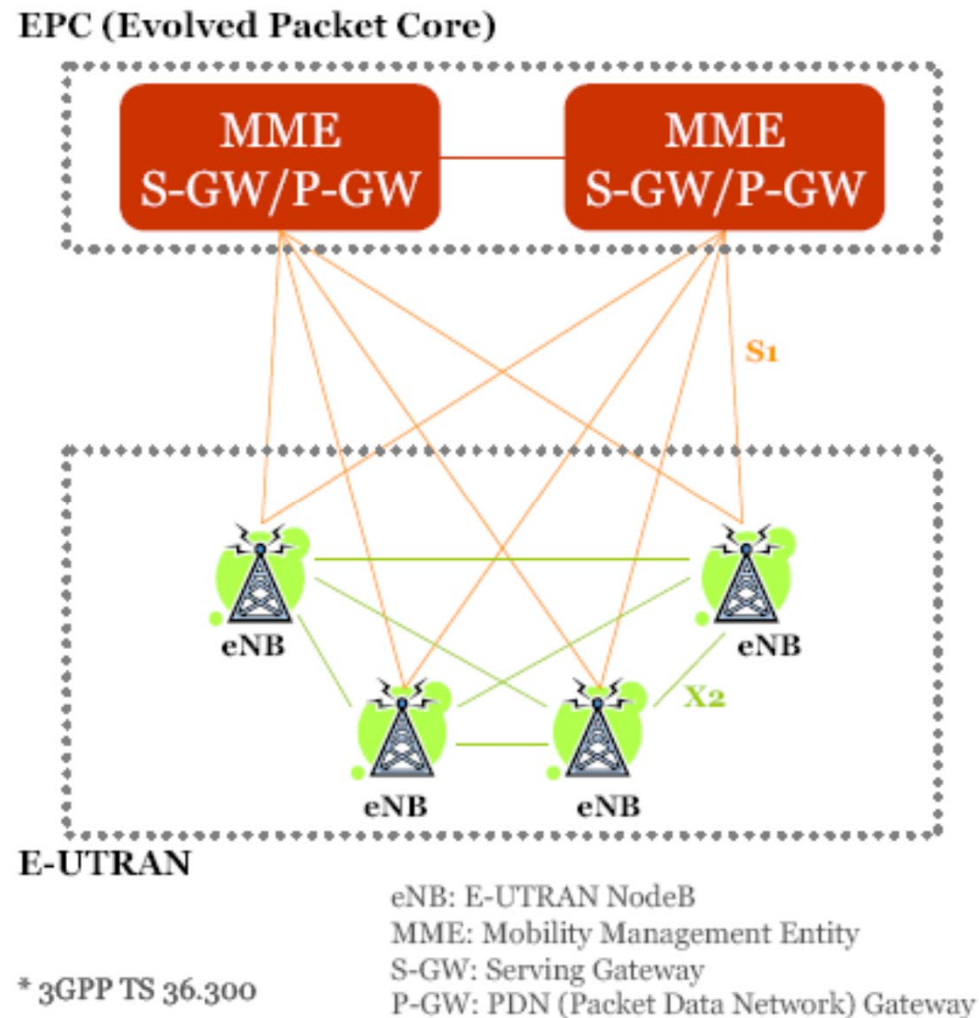 EPC (Evolved Packet Core)
MME
S-GW/P-GW
MME
S-GW/P-GW
S1
eNB
eNB
X2
eNB
eNB
E-UTRAN
eNB: E-UTRAN NodeB
MME: Mobility Management Entity
* 3GPP TS 36.300
S-GW: Serving Gateway
P-GW: PDN (Packet Data Network) Gateway